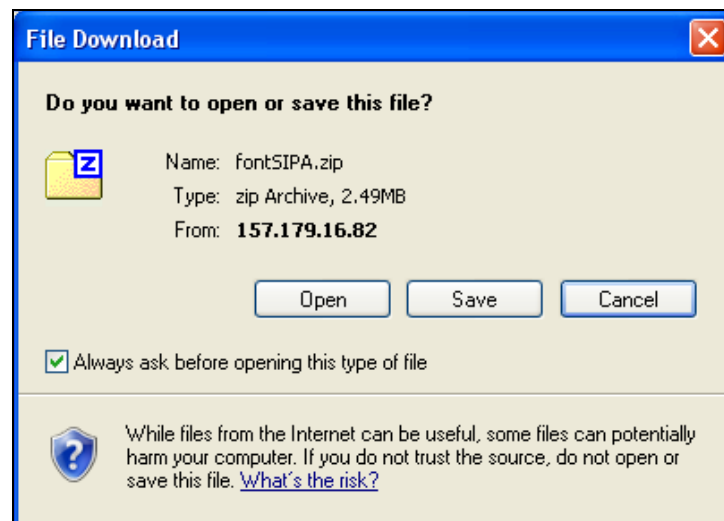 File Download
Do you want to open or save this file?
Name: fontSIPA.zip
Type: zip Archive, 2.49MB
From: 157.179.16.82
Open Save Cancel
Always ask before opening this type of file
While files from the Internet can be useful, some files can potentially
harm your computer. If you do not trust the source, do not open or
save this file. What's the risk?